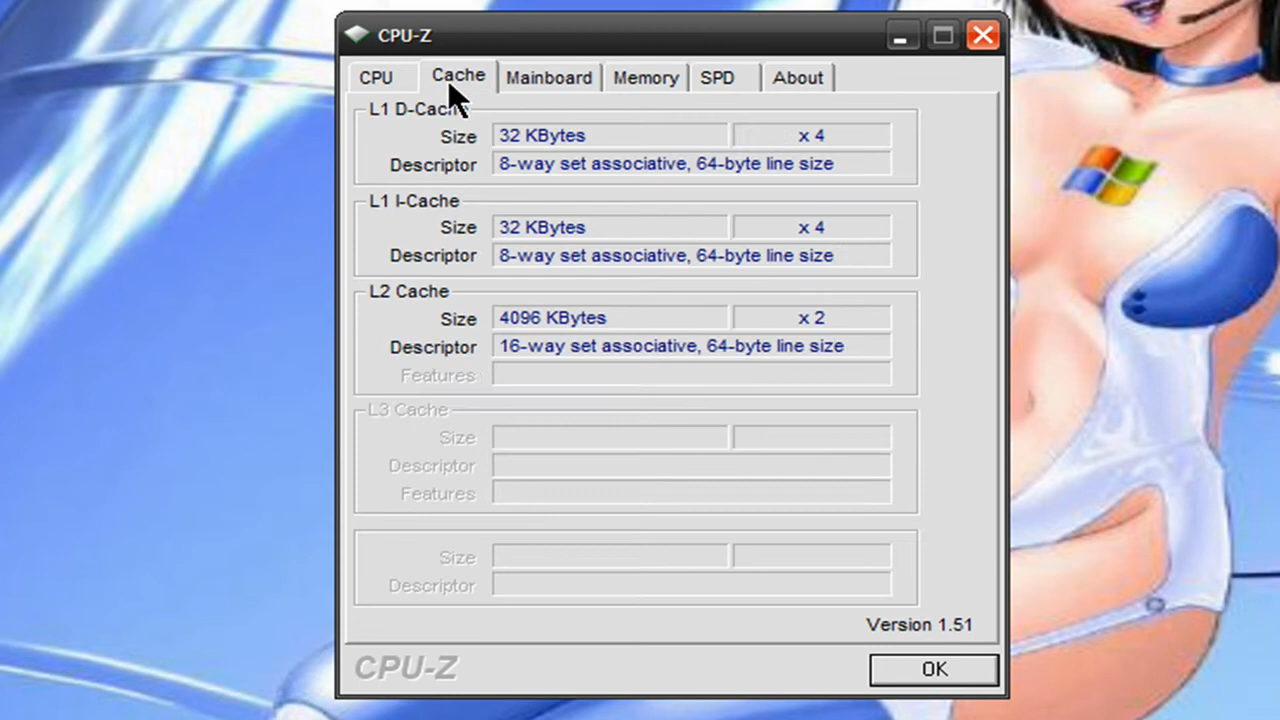 CPU-Z
CPU Cache Mainboard Memory SPD About
L1 D-Cache
Size 32 KBytes x 4
Descriptor 8-way set associative, 64-byte line size
L1 I-Cache
Size 32 KBytes x 4
Descriptor 8-way set associative, 64-byte line size
L2 Cache
Size 4096 KBytes x 2
Descriptor 16-way set associative, 64-byte line size
Features
L3 Cache
Size
Descriptor
Features
Size
Descriptor
Version 1.51
CPU-Z OK